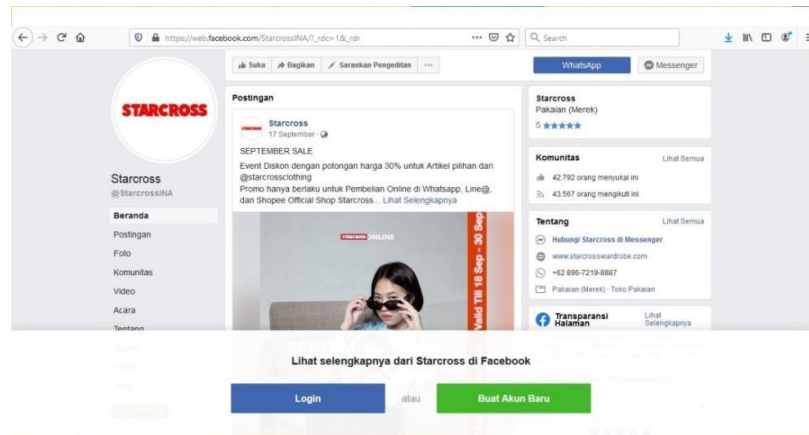 https://web.facebook.com/StarcrossINA/?_rdc=1&_rdr
Search
Suka
Bagikan
Sarankan Pengeditan
WhatsApp
Messenger
STARCROSS
Starcross
@StarcrossINA
Beranda
Postingan
Foto
Komunitas
Video
Acara
Tentang
Postingan
Starcross
17 September
SEPTEMBER SALE
Event Diskon dengan potongan harga 30% untuk Artikel pilihan dari
@starcrossclothing
Promo hanya berlaku untuk Pembelian Online di Whatsapp, Line@,
dan Shopee Official Shop Starcross... Lihat Selengkapnya
STARCROSS ONLINE
Valid Till 18 Sep - 30 Sep
Starcross
Pakaian (Merek)
5 ★★★★★
Komunitas
Lihat Semua
42.792 orang menyukai ini
43.567 orang mengikuti ini
Tentang
Lihat Semua
Hubungi Starcross di Messenger
www.starcrosswardrobe.com
+62 896-7219-8887
Pakaian (Merek) · Toko Pakaian
Transparansi
Halaman
Lihat
Selengkapnya
Lihat selengkapnya dari Starcross di Facebook
Login
atau
Buat Akun Baru